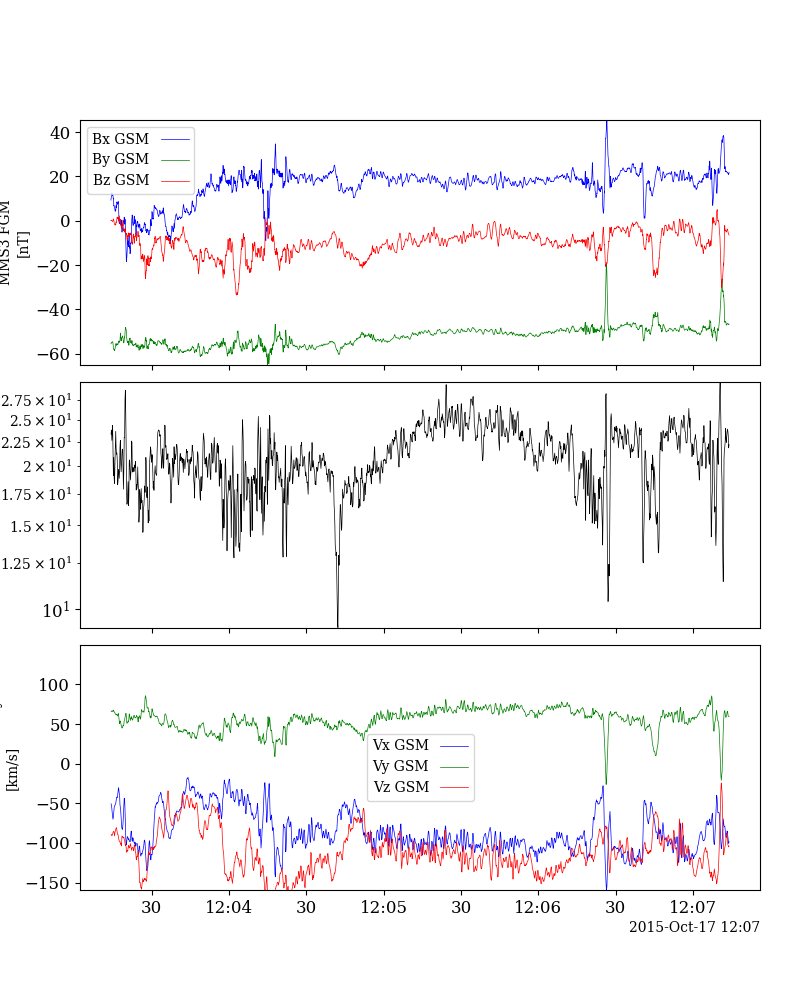 40
20
0
−20
−40
−60
MMS3 FGM
[nT]
Bx GSM
By GSM
Bz GSM
2.75 × 10¹
2.5 × 10¹
2.25 × 10¹
2 × 10¹
1.75 × 10¹
1.5 × 10¹
1.25 × 10¹
10¹
100
50
0
−50
−100
−150
[km/s]
Vx GSM
Vy GSM
Vz GSM
30 12:04 30 12:05 30 12:06 30 12:07
2015-Oct-17 12:07